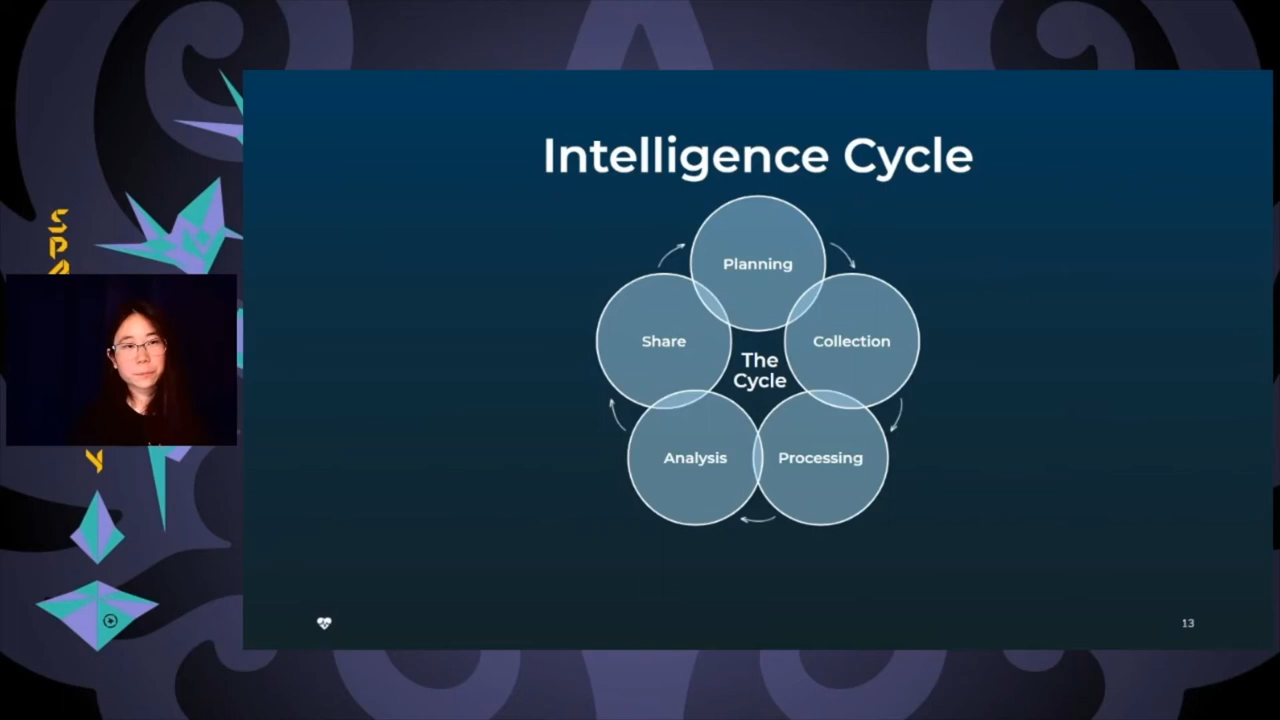 Intelligence Cycle
Planning
Share
Collection
The
Cycle
Analysis
Processing
13